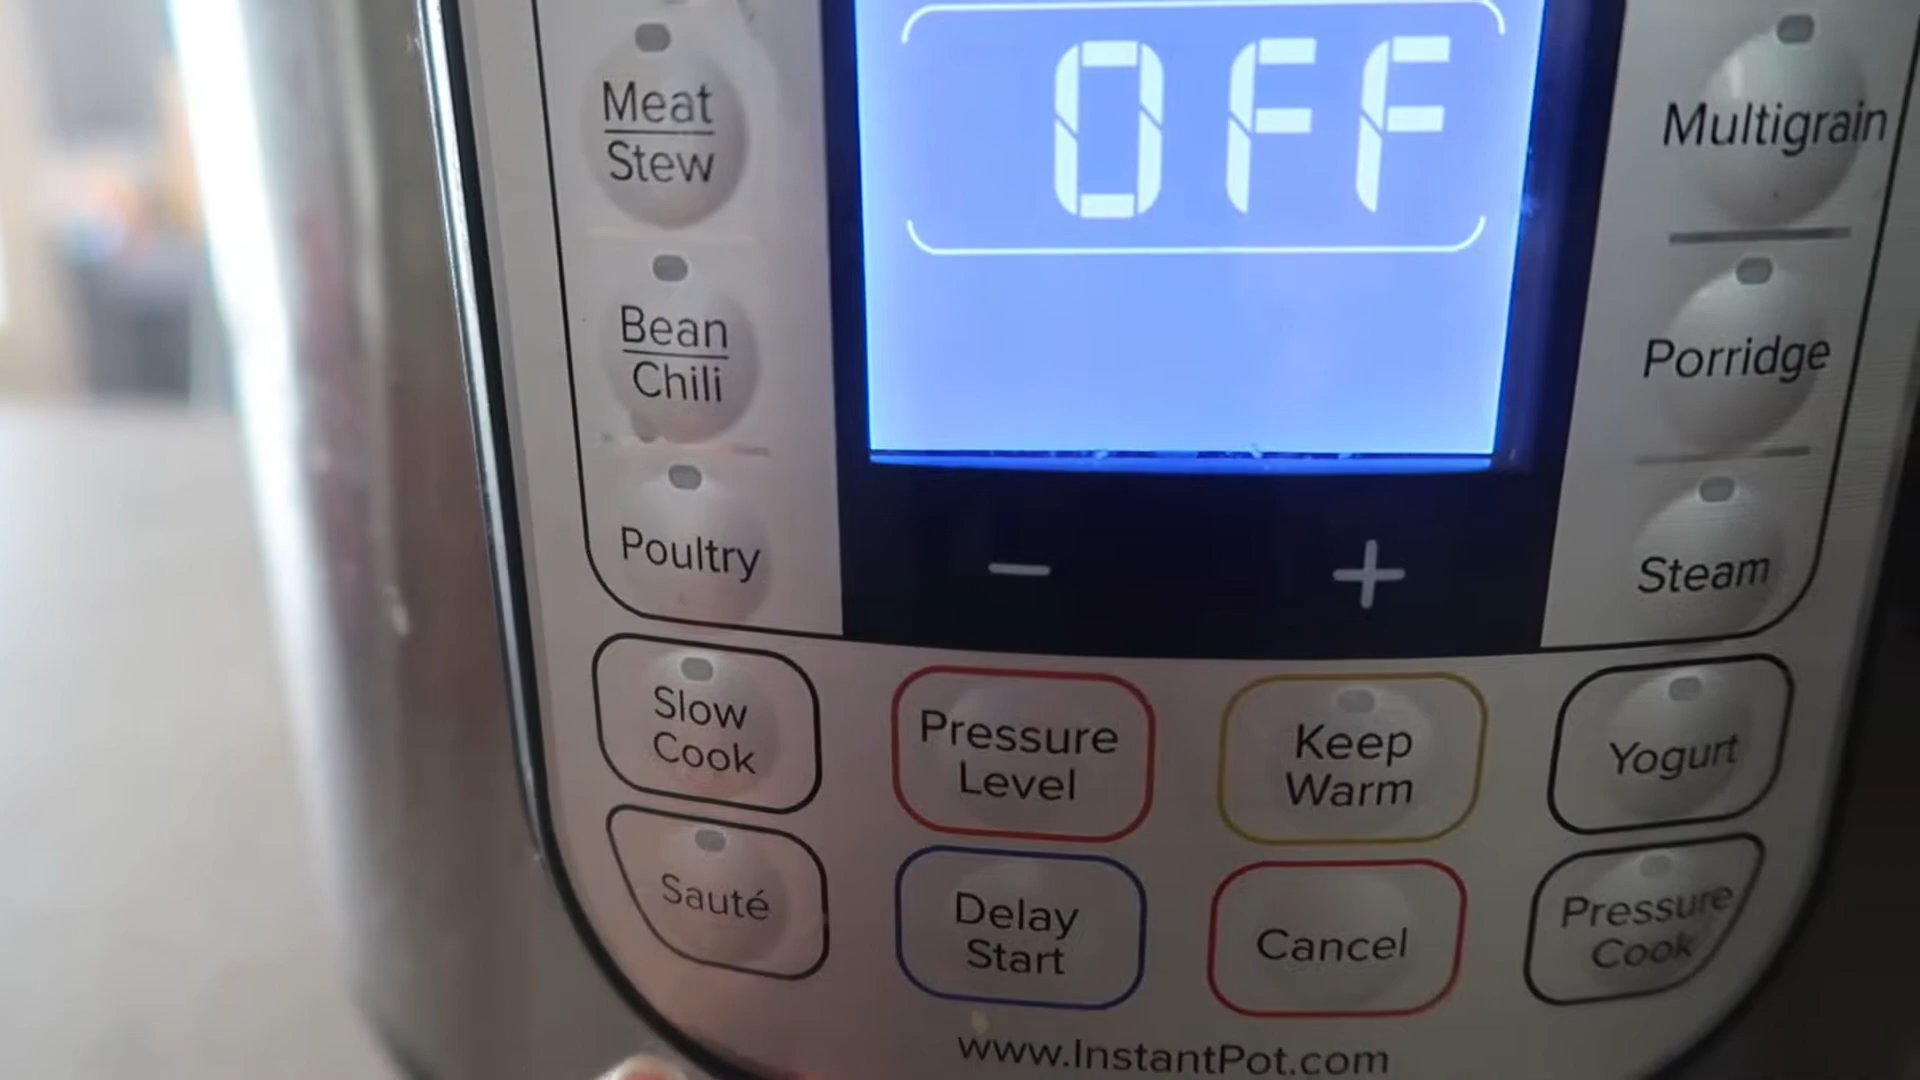 OFF
Meat
Stew
Multigrain
Bean
Chili
Porridge
Poultry
− +
Steam
Slow
Cook
Pressure
Level
Keep
Warm
Yogurt
Sauté
Delay
Start
Cancel
Pressure
Cook
www.InstantPot.com